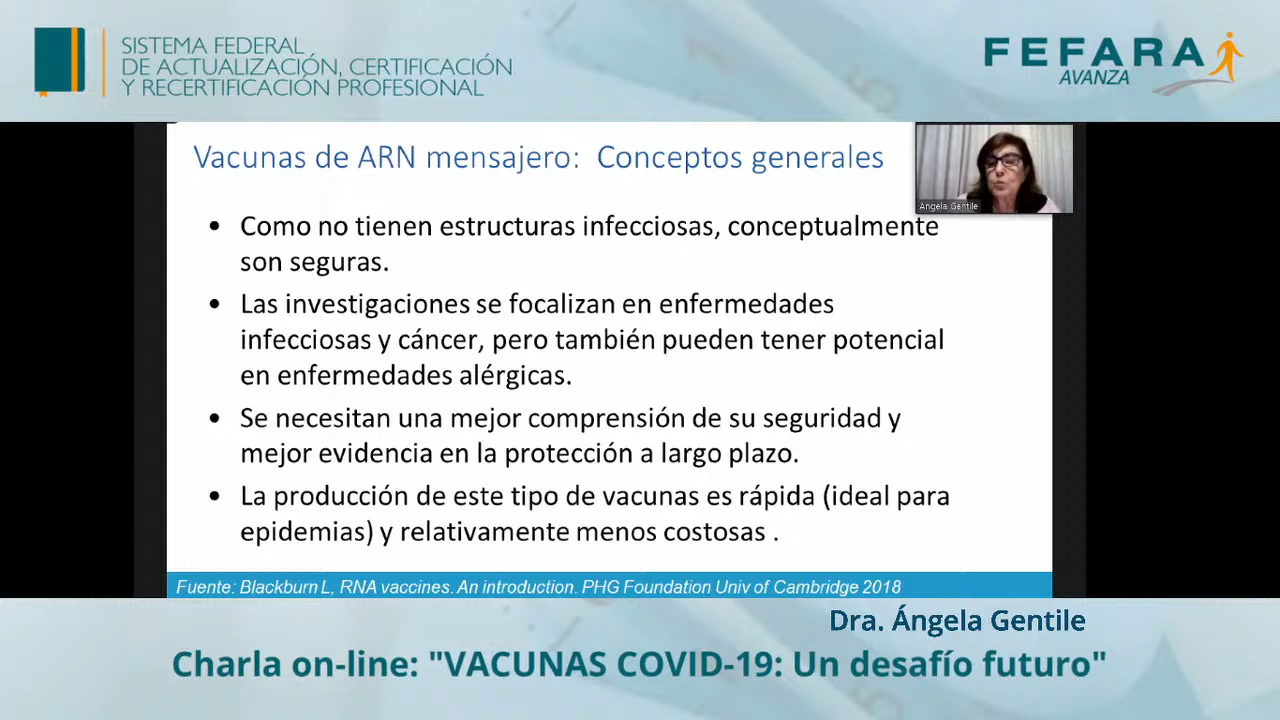 SISTEMA FEDERAL
DE ACTUALIZACIÓN, CERTIFICACIÓN
Y RECERTIFICACIÓN PROFESIONAL
FEFARA
AVANZA
Vacunas de ARN mensajero: Conceptos generales
Angela Gentile
• Como no tienen estructuras infecciosas, conceptualmente
son seguras.
• Las investigaciones se focalizan en enfermedades
infecciosas y cáncer, pero también pueden tener potencial
en enfermedades alérgicas.
• Se necesitan una mejor comprensión de su seguridad y
mejor evidencia en la protección a largo plazo.
• La producción de este tipo de vacunas es rápida (ideal para
epidemias) y relativamente menos costosas .
Fuente: Blackburn L, RNA vaccines. An introduction. PHG Foundation Univ of Cambridge 2018
Dra. Ángela Gentile
Charla on-line: "VACUNAS COVID-19: Un desafío futuro"